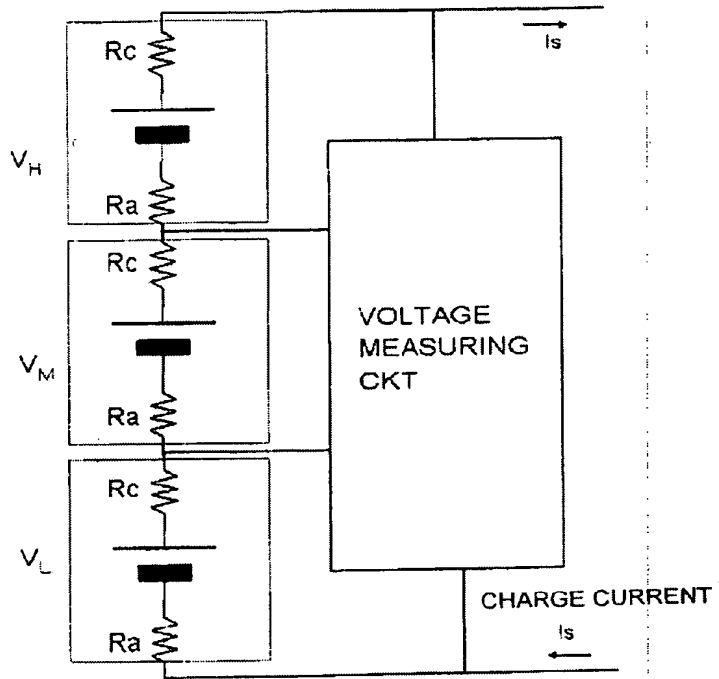 Rc
Is
V_H
Ra
Rc
VOLTAGE
MEASURING
CKT
V_M
Ra
Rc
V_L
CHARGE CURRENT
Ra
Is